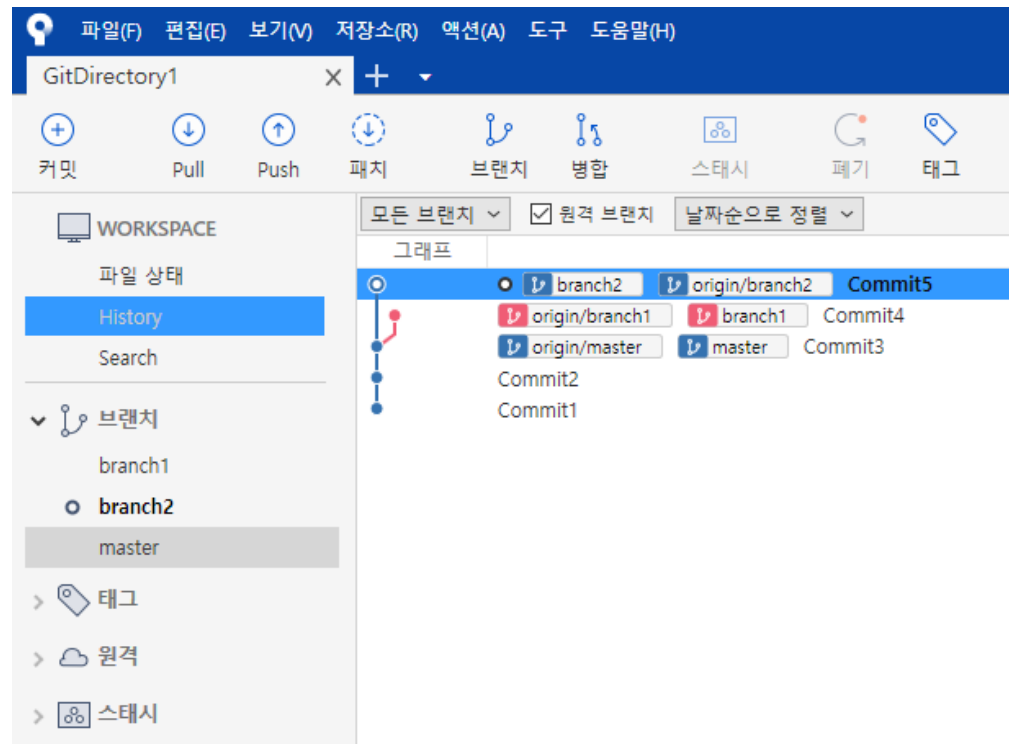 파일(F) 편집(E) 보기(V) 저장소(R) 액션(A) 도구 도움말(H)
GitDirectory1
커밋 Pull Push 패치 브랜치 병합 스태시 폐기 태그
WORKSPACE
파일 상태
History
Search
브랜치
branch1
branch2
master
태그
원격
스태시
모든 브랜치 원격 브랜치 날짜순으로 정렬
그래프
branch2 origin/branch2 Commit5
origin/branch1 branch1 Commit4
origin/master master Commit3
Commit2
Commit1